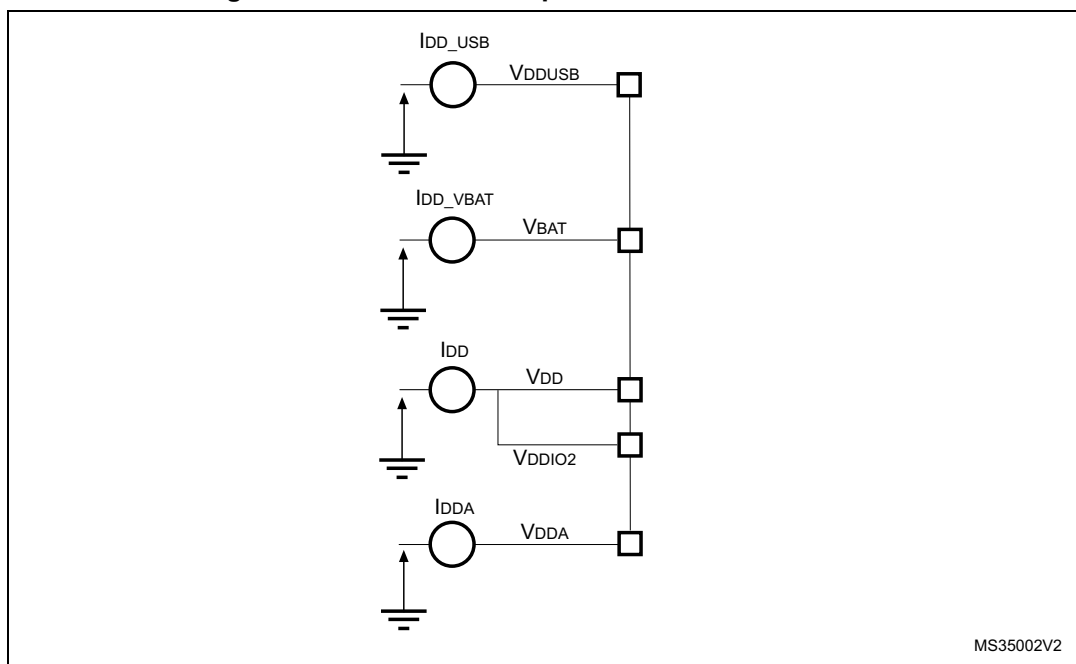 IDD_USB
VDDUSB
IDD_VBAT
VBAT
IDD
VDD
VDDIO2
IDDA
VDDA
MS35002V2